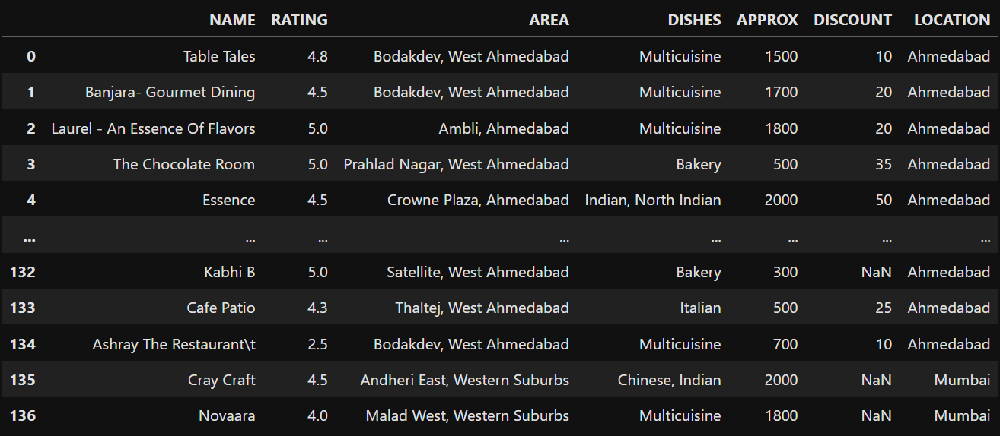 NAME RATING AREA DISHES APPROX DISCOUNT LOCATION
0 Table Tales 4.8 Bodakdev, West Ahmedabad Multicuisine 1500 10 Ahmedabad
1 Banjara- Gourmet Dining 4.5 Bodakdev, West Ahmedabad Multicuisine 1700 20 Ahmedabad
2 Laurel - An Essence Of Flavors 5.0 Ambli, Ahmedabad Multicuisine 1800 20 Ahmedabad
3 The Chocolate Room 5.0 Prahlad Nagar, West Ahmedabad Bakery 500 35 Ahmedabad
4 Essence 4.5 Crowne Plaza, Ahmedabad Indian, North Indian 2000 50 Ahmedabad
... ... ... ... ... ... ... ...
132 Kabhi B 5.0 Satellite, West Ahmedabad Bakery 300 NaN Ahmedabad
133 Cafe Patio 4.3 Thaltej, West Ahmedabad Italian 500 25 Ahmedabad
134 Ashray The Restaurant\t 2.5 Bodakdev, West Ahmedabad Multicuisine 700 10 Ahmedabad
135 Cray Craft 4.5 Andheri East, Western Suburbs Chinese, Indian 2000 NaN Mumbai
136 Novaara 4.0 Malad West, Western Suburbs Multicuisine 1800 NaN Mumbai